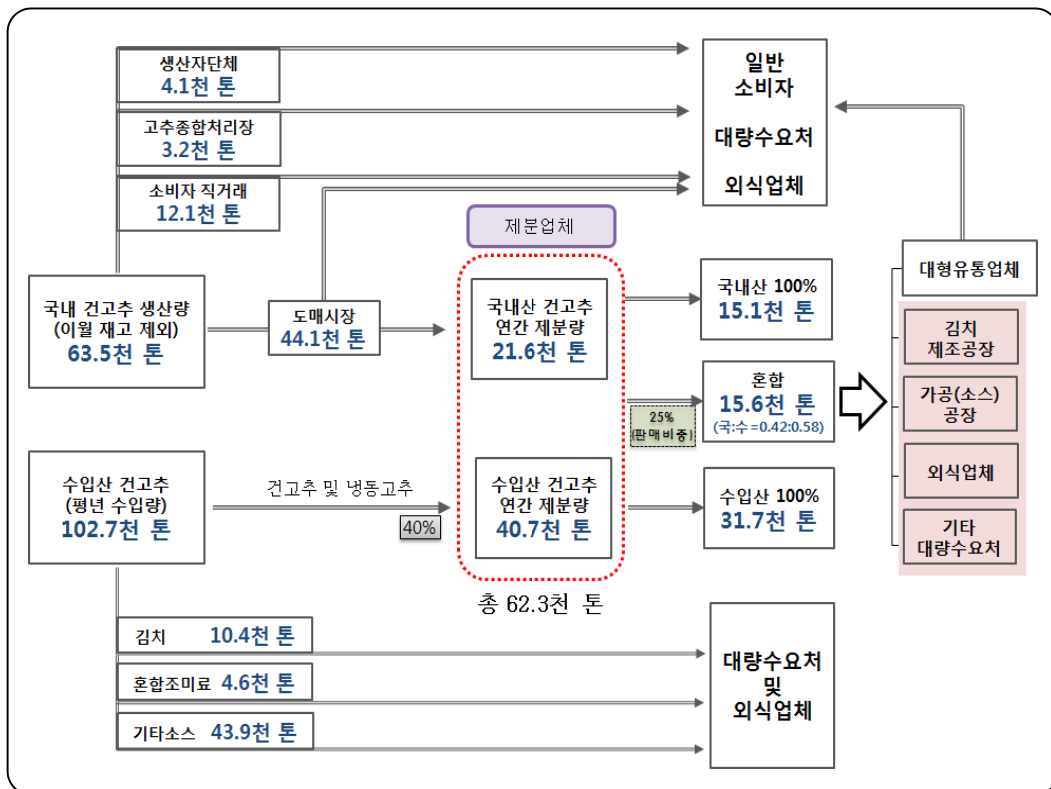 생산자단체
4.1천 톤
고추종합처리장
3.2천 톤
소비자 직거래
12.1천 톤
일반
소비자
대량수요처
외식업체
제분업체
국내 건고추 생산량
(이월 재고 제외)
63.5천 톤
도매시장
44.1천 톤
국내산 건고추
연간 제분량
21.6천 톤
국내산 100%
15.1천 톤
대형유통업체
김치
제조공장
가공(소스)
공장
외식업체
기타
대량수요처
25%
(판매비중)
혼합
15.6천 톤
(국:수=0.42:0.58)
수입산 건고추
(평년 수입량)
102.7천 톤
건고추 및 냉동고추
40%
수입산 건고추
연간 제분량
40.7천 톤
수입산 100%
31.7천 톤
총 62.3천 톤
김치 10.4천 톤
혼합조미료 4.6천 톤
기타소스 43.9천 톤
대량수요처
및
외식업체